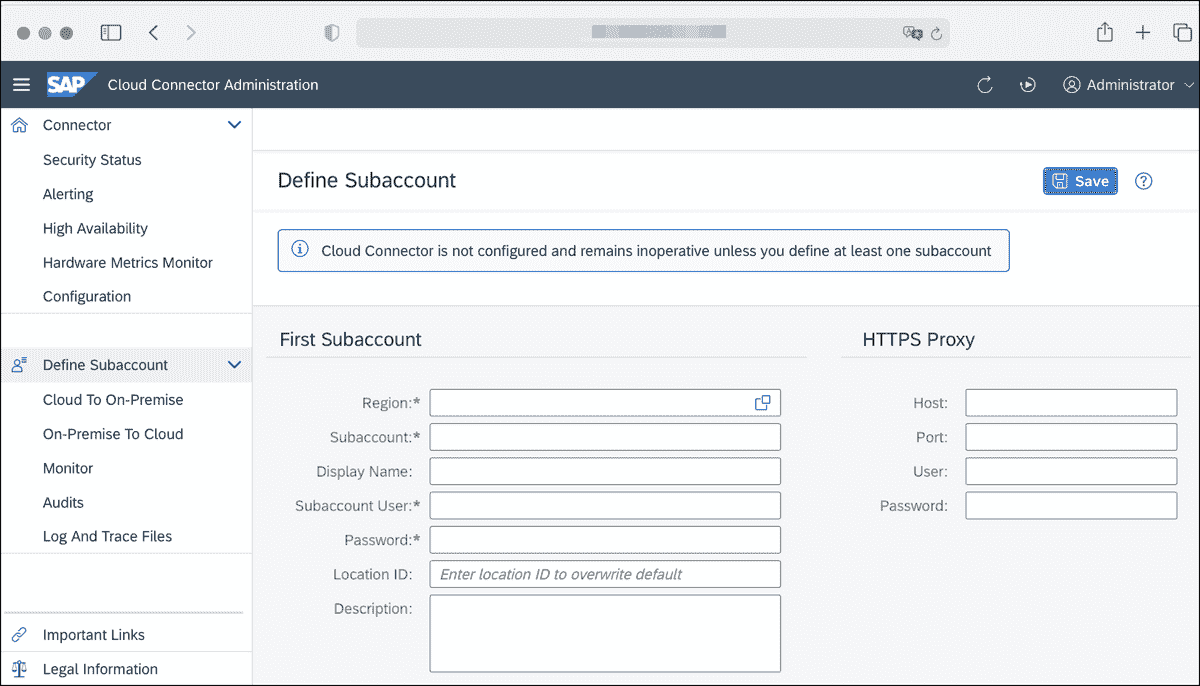 SAP Cloud Connector Administration
Administrator
Connector
Security Status
Alerting
High Availability
Hardware Metrics Monitor
Configuration
Define Subaccount
Cloud To On-Premise
On-Premise To Cloud
Monitor
Audits
Log And Trace Files
Important Links
Legal Information
Define Subaccount
Save
Cloud Connector is not configured and remains inoperative unless you define at least one subaccount
First Subaccount
Region:*
Subaccount:*
Display Name:
Subaccount User:*
Password:*
Location ID: Enter location ID to overwrite default
Description:
HTTPS Proxy
Host:
Port:
User:
Password: